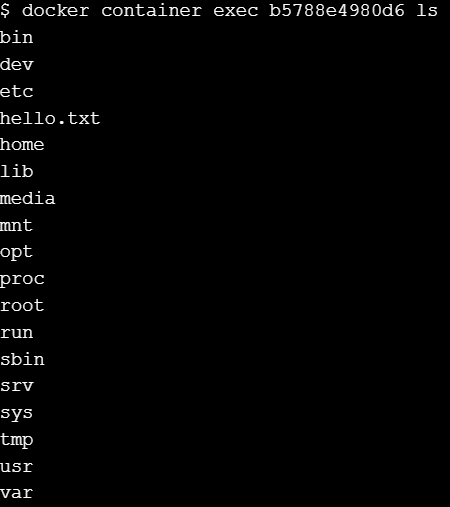 $ docker container exec b5788e4980d6 ls
bin
dev
etc
hello.txt
home
lib
media
mnt
opt
proc
root
run
sbin
srv
sys
tmp
usr
var